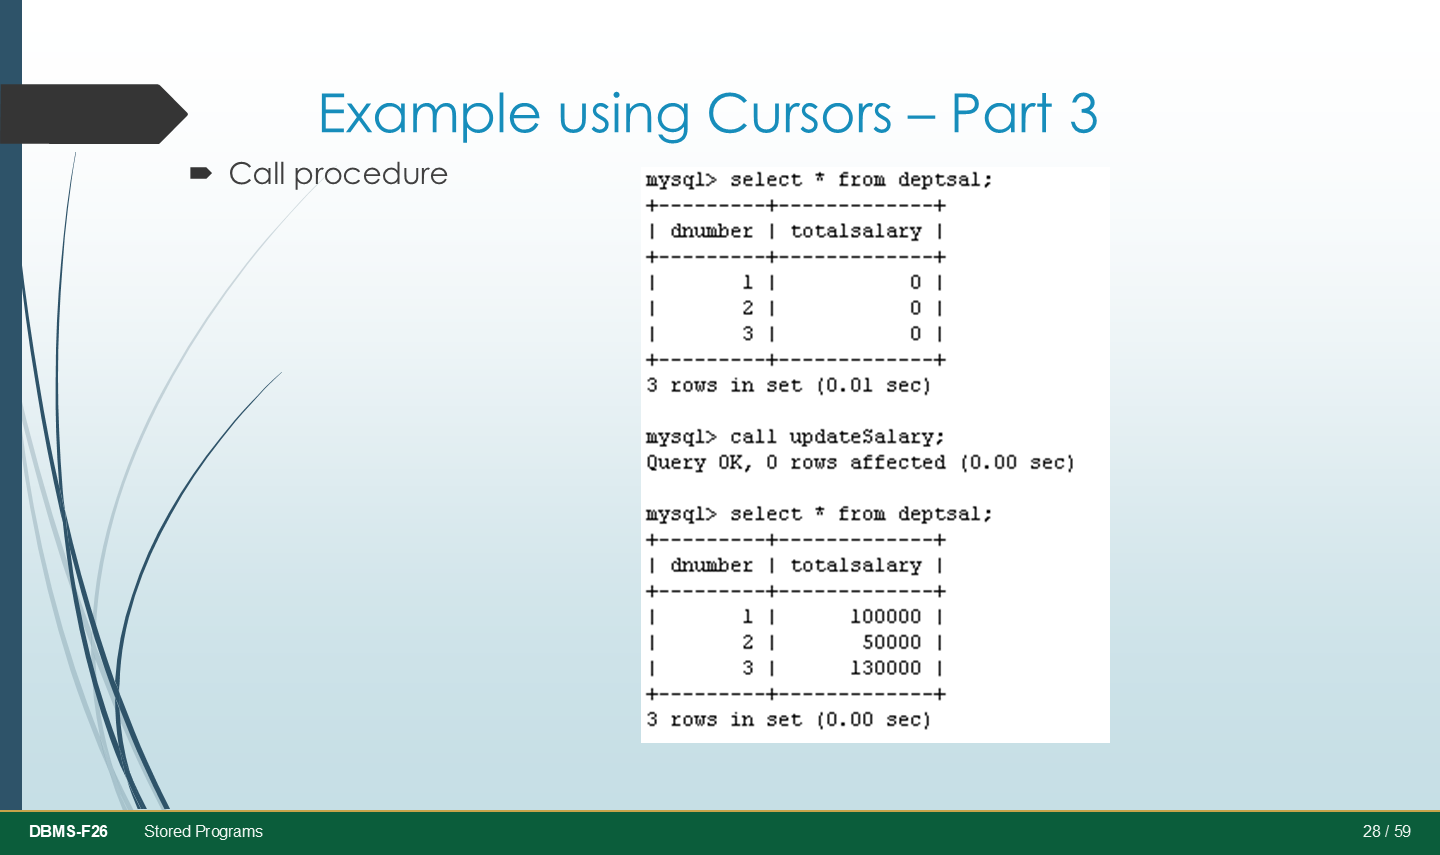 Example using Cursors – Part 3
Call procedure
mysql> select * from deptsal;
+---------+-------------+
| dnumber | totalsalary |
+---------+-------------+
|       1 |           0 |
|       2 |           0 |
|       3 |           0 |
+---------+-------------+
3 rows in set (0.01 sec)
mysql> call updateSalary;
Query OK, 0 rows affected (0.00 sec)
mysql> select * from deptsal;
+---------+-------------+
| dnumber | totalsalary |
+---------+-------------+
|       1 |      100000 |
|       2 |       50000 |
|       3 |      130000 |
+---------+-------------+
3 rows in set (0.00 sec)
DBMS-F26 Stored Programs 28 / 59